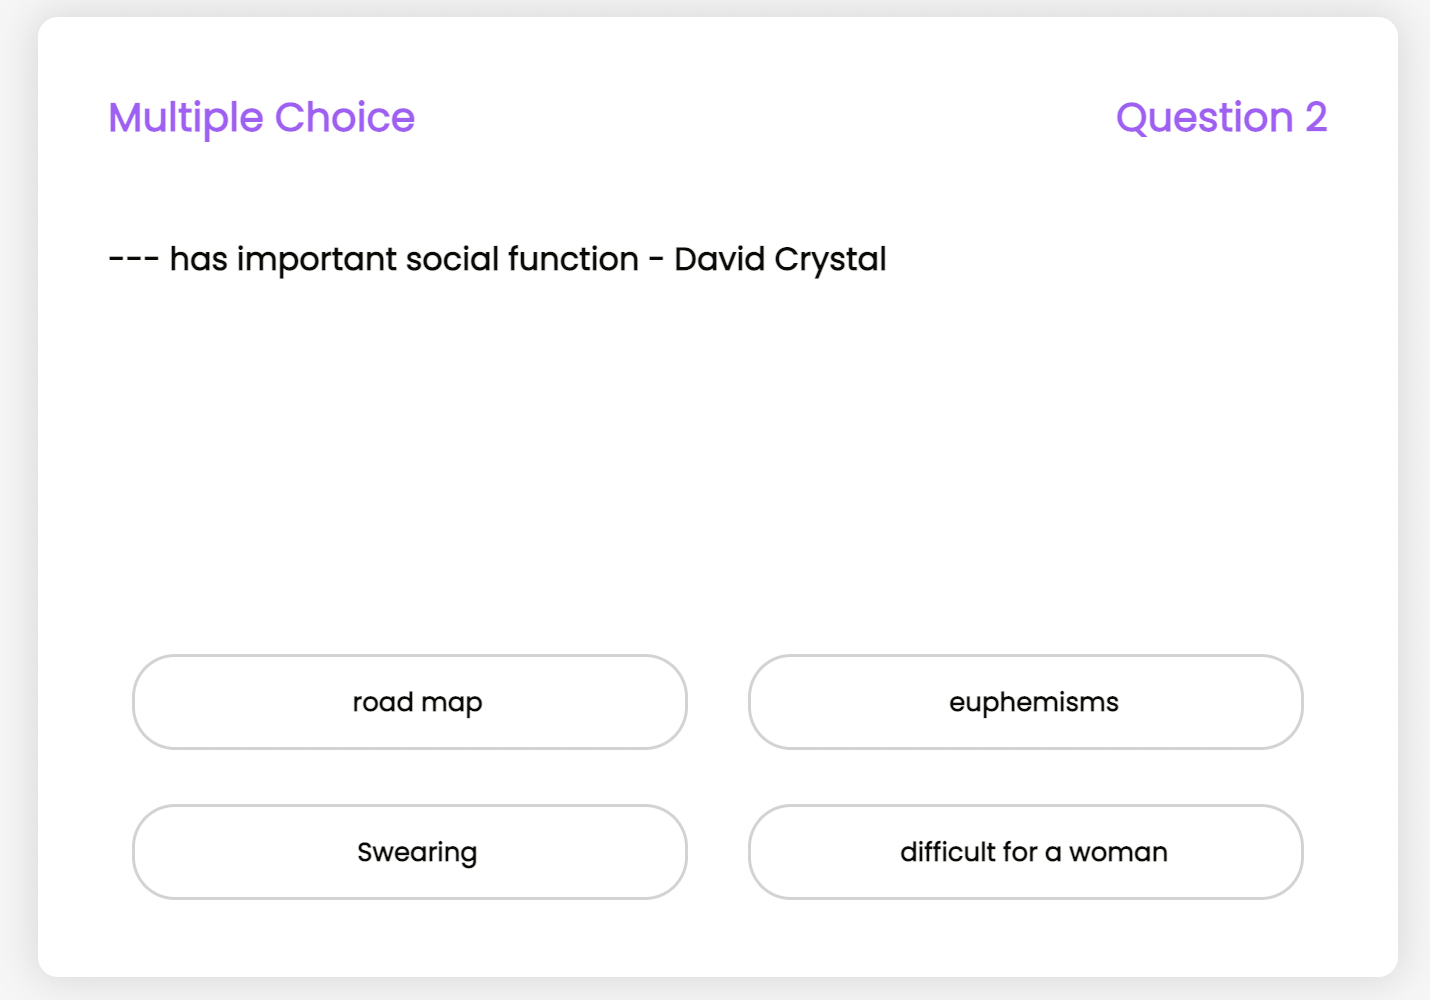 Multiple Choice
Question 2
--- has important social function - David Crystal
road map
euphemisms
Swearing
difficult for a woman